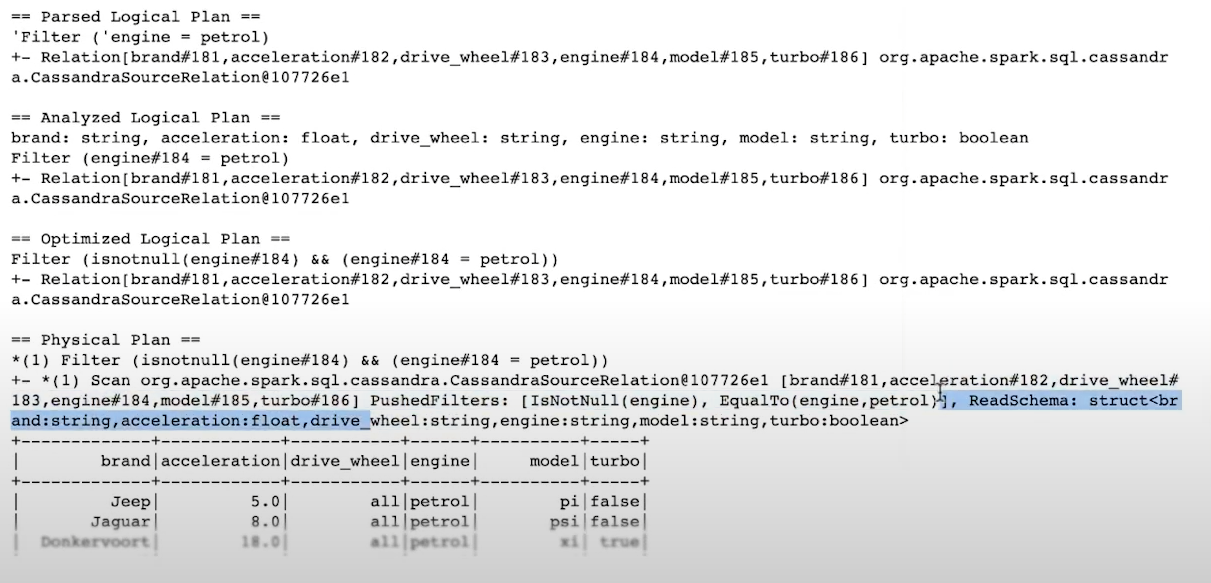 == Parsed Logical Plan ==
'Filter ('engine = petrol)
+- Relation[brand#181,acceleration#182,drive_wheel#183,engine#184,model#185,turbo#186] org.apache.spark.sql.cassandr
a.CassandraSourceRelation@107726e1
== Analyzed Logical Plan ==
brand: string, acceleration: float, drive_wheel: string, engine: string, model: string, turbo: boolean
Filter (engine#184 = petrol)
+- Relation[brand#181,acceleration#182,drive_wheel#183,engine#184,model#185,turbo#186] org.apache.spark.sql.cassandr
a.CassandraSourceRelation@107726e1
== Optimized Logical Plan ==
Filter (isnotnull(engine#184) && (engine#184 = petrol))
+- Relation[brand#181,acceleration#182,drive_wheel#183,engine#184,model#185,turbo#186] org.apache.spark.sql.cassandr
a.CassandraSourceRelation@107726e1
== Physical Plan ==
*(1) Filter (isnotnull(engine#184) && (engine#184 = petrol))
+- *(1) Scan org.apache.spark.sql.cassandra.CassandraSourceRelation@107726e1 [brand#181,acceleration#182,drive_wheel#
183,engine#184,model#185,turbo#186] PushedFilters: [IsNotNull(engine), EqualTo(engine,petrol)], ReadSchema: struct<br
and:string,acceleration:float,drive_wheel:string,engine:string,model:string,turbo:boolean>
+-------------+------------+-----------+------+----------+-----+
|        brand|acceleration|drive_wheel|engine|     model|turbo|
+-------------+------------+-----------+------+----------+-----+
|         Jeep|         5.0|        all|petrol|        pi|false|
|       Jaguar|         8.0|        all|petrol|       psi|false|
|  Donkervoort|        18.0|        all|petrol|        xi| true|